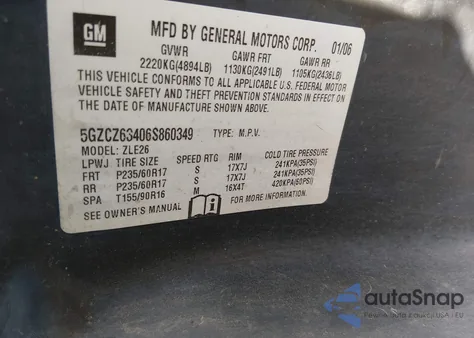 GM
MFD BY GENERAL MOTORS CORP. 01/06
GVWR GAWR FRT GAWR RR
2220KG(4894LB) 1130KG(2491LB) 1105KG(2436LB)
THIS VEHICLE CONFORMS TO ALL APPLICABLE U.S. FEDERAL MOTOR
VEHICLE SAFETY, BUMPER, AND THEFT PREVENTION STANDARDS IN EFFECT ON
THE DATE OF MANUFACTURE SHOWN ABOVE.
5GZCZ63406S860349 TYPE: M.P.V.
MODEL: ZLE26
LPWJ TIRE SIZE SPEED RTG RIM COLD TIRE PRESSURE
FRT P235/60R17 S 17X7J 241KPA(35PSI)
RR P235/60R17 S 17X7J 241KPA(35PSI)
SPA T155/90R16 M 16X4T 420KPA(60PSI)
SEE OWNER'S MANUAL
autoSnap